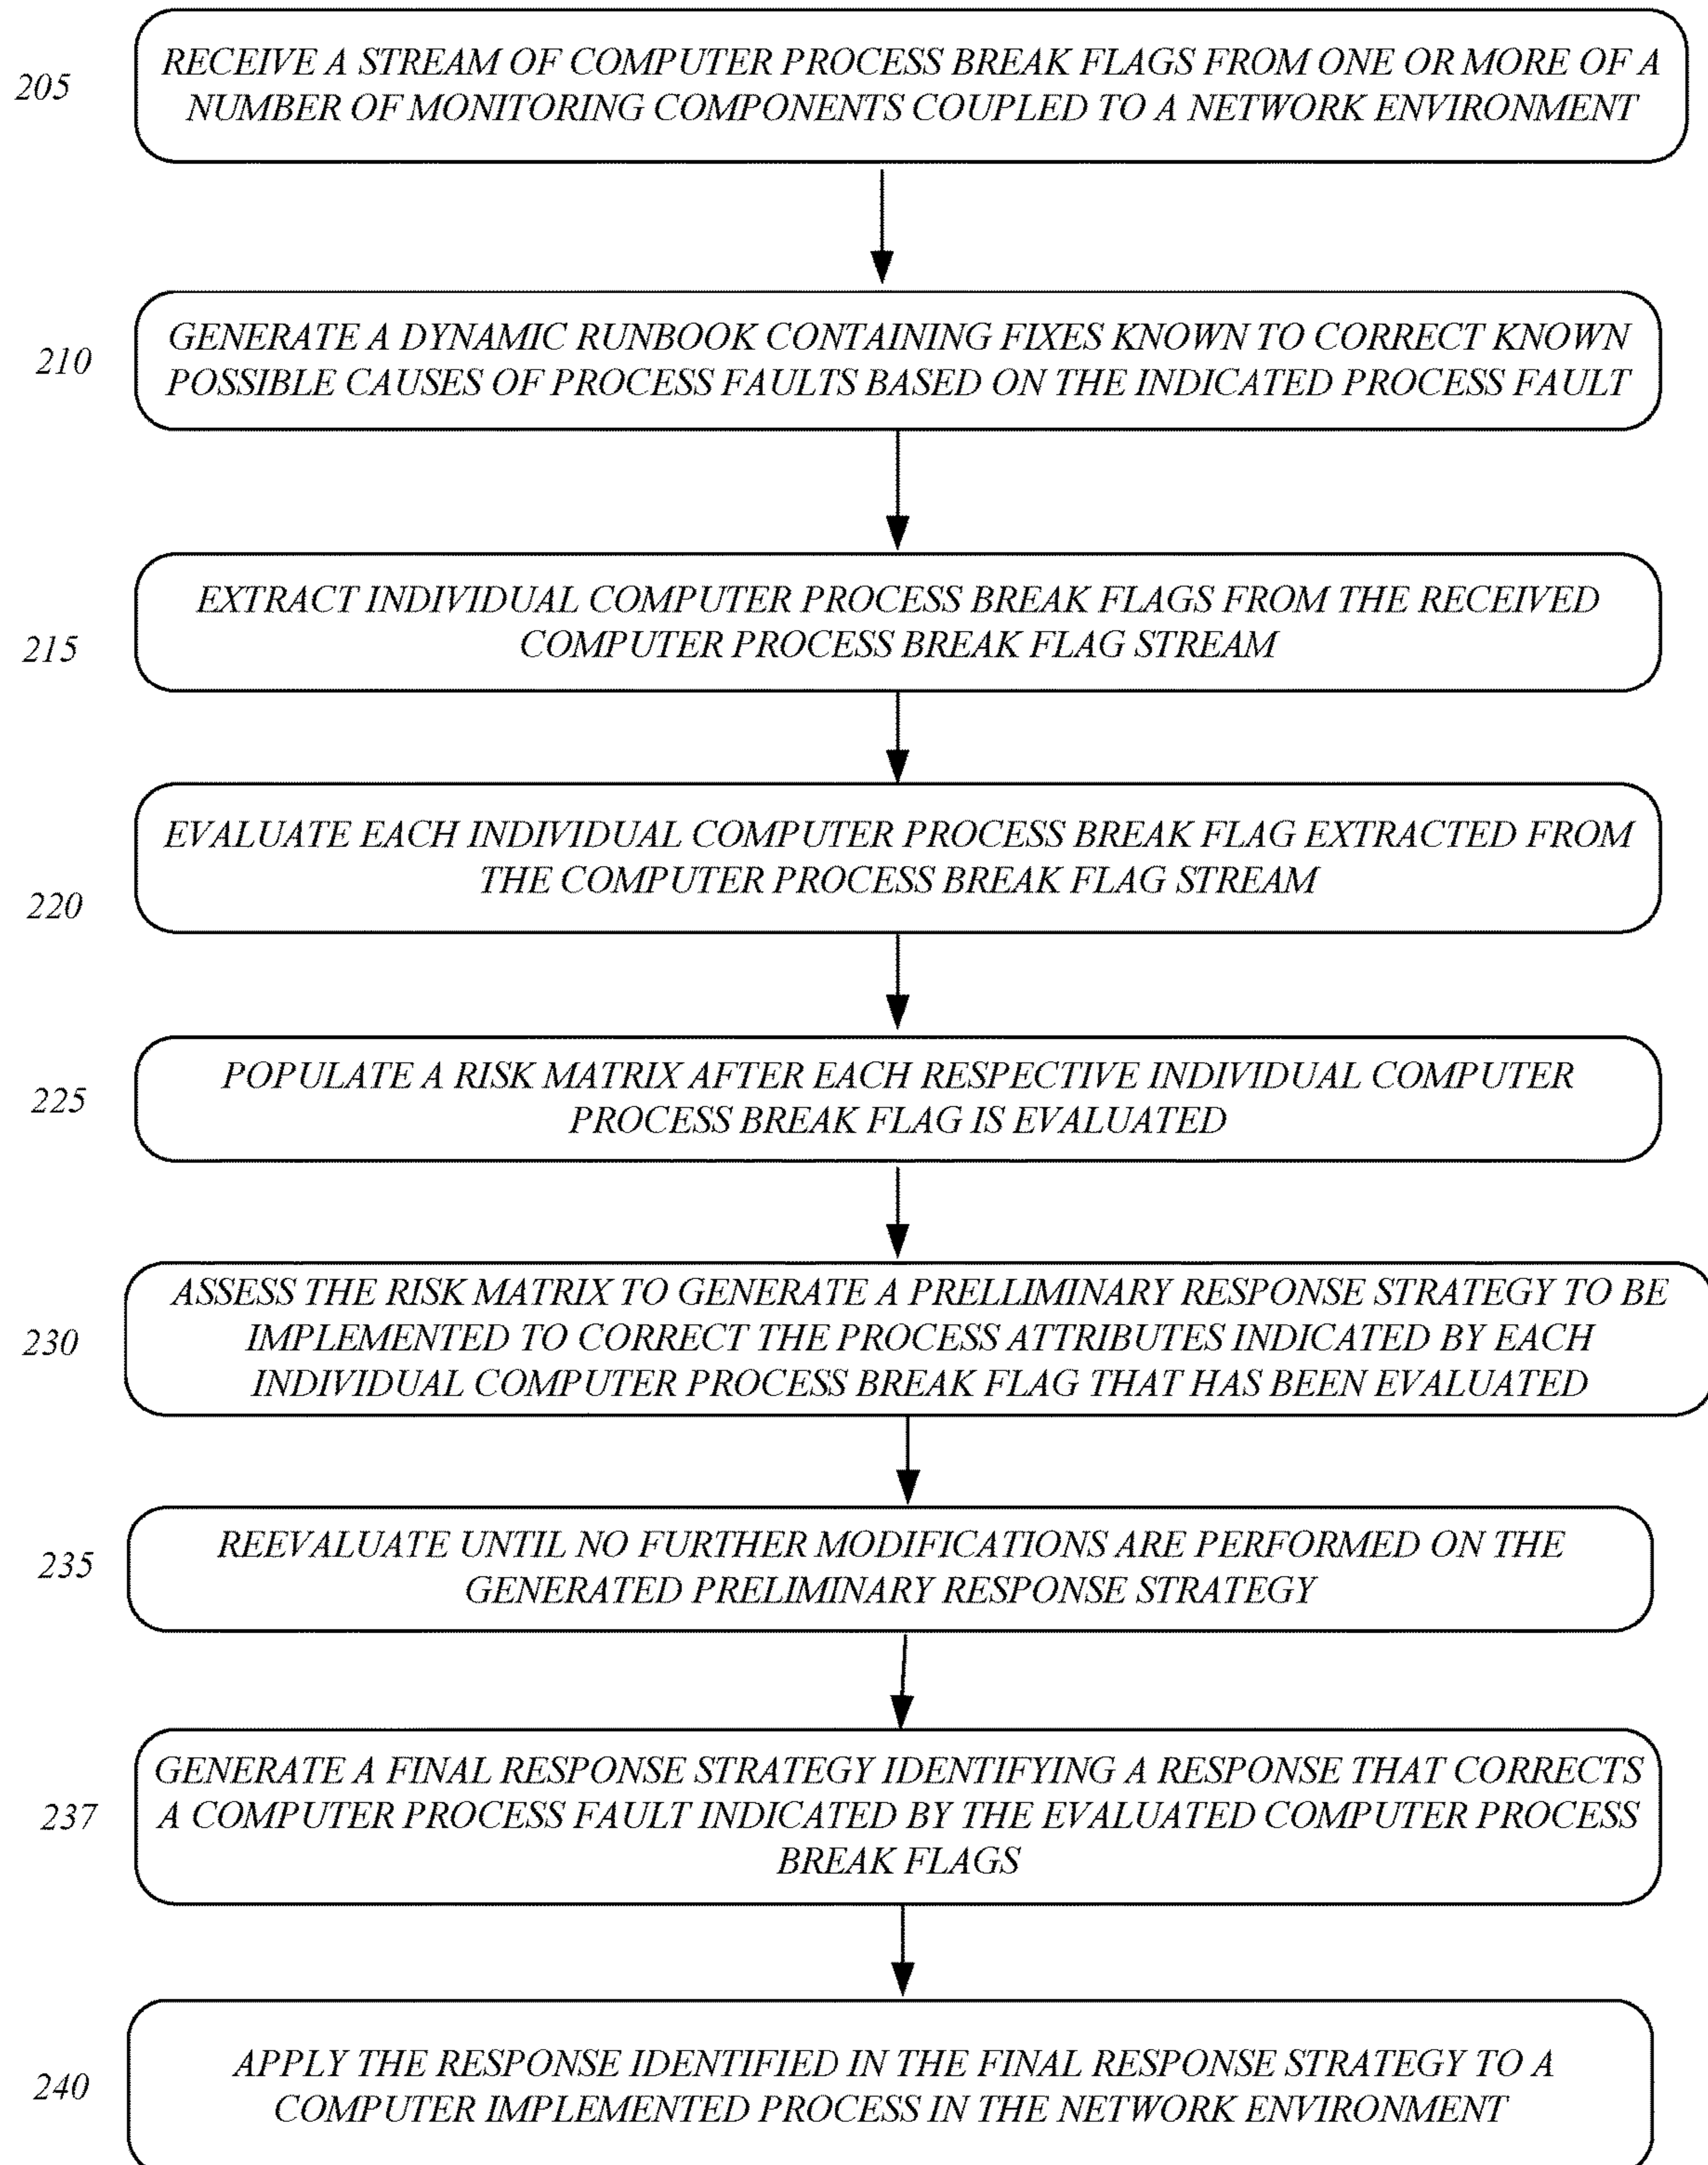 205
RECEIVE A STREAM OF COMPUTER PROCESS BREAK FLAGS FROM ONE OR MORE OF A
NUMBER OF MONITORING COMPONENTS COUPLED TO A NETWORK ENVIRONMENT
210
GENERATE A DYNAMIC RUNBOOK CONTAINING FIXES KNOWN TO CORRECT KNOWN
POSSIBLE CAUSES OF PROCESS FAULTS BASED ON THE INDICATED PROCESS FAULT
215
EXTRACT INDIVIDUAL COMPUTER PROCESS BREAK FLAGS FROM THE RECEIVED
COMPUTER PROCESS BREAK FLAG STREAM
220
EVALUATE EACH INDIVIDUAL COMPUTER PROCESS BREAK FLAG EXTRACTED FROM
THE COMPUTER PROCESS BREAK FLAG STREAM
225
POPULATE A RISK MATRIX AFTER EACH RESPECTIVE INDIVIDUAL COMPUTER
PROCESS BREAK FLAG IS EVALUATED
230
ASSESS THE RISK MATRIX TO GENERATE A PRELLIMINARY RESPONSE STRATEGY TO BE
IMPLEMENTED TO CORRECT THE PROCESS ATTRIBUTES INDICATED BY EACH
INDIVIDUAL COMPUTER PROCESS BREAK FLAG THAT HAS BEEN EVALUATED
235
REEVALUATE UNTIL NO FURTHER MODIFICATIONS ARE PERFORMED ON THE
GENERATED PRELIMINARY RESPONSE STRATEGY
237
GENERATE A FINAL RESPONSE STRATEGY IDENTIFYING A RESPONSE THAT CORRECTS
A COMPUTER PROCESS FAULT INDICATED BY THE EVALUATED COMPUTER PROCESS
BREAK FLAGS
240
APPLY THE RESPONSE IDENTIFIED IN THE FINAL RESPONSE STRATEGY TO A
COMPUTER IMPLEMENTED PROCESS IN THE NETWORK ENVIRONMENT